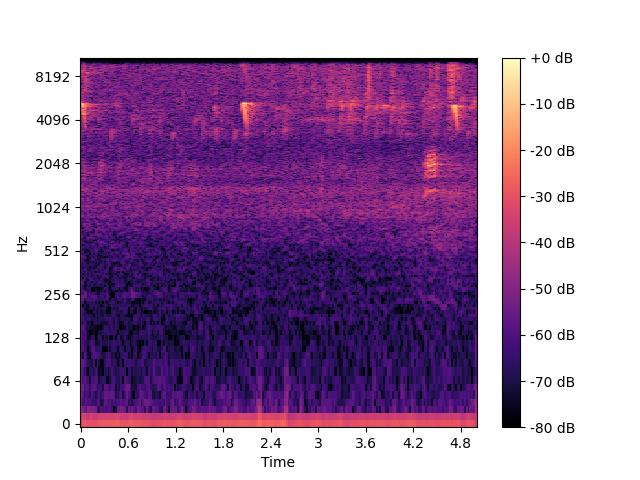 8192
4096
2048
1024
512
256
128
64
0
Hz
0 0.6 1.2 1.8 2.4 3 3.6 4.2 4.8
Time
+0 dB
-10 dB
-20 dB
-30 dB
-40 dB
-50 dB
-60 dB
-70 dB
-80 dB